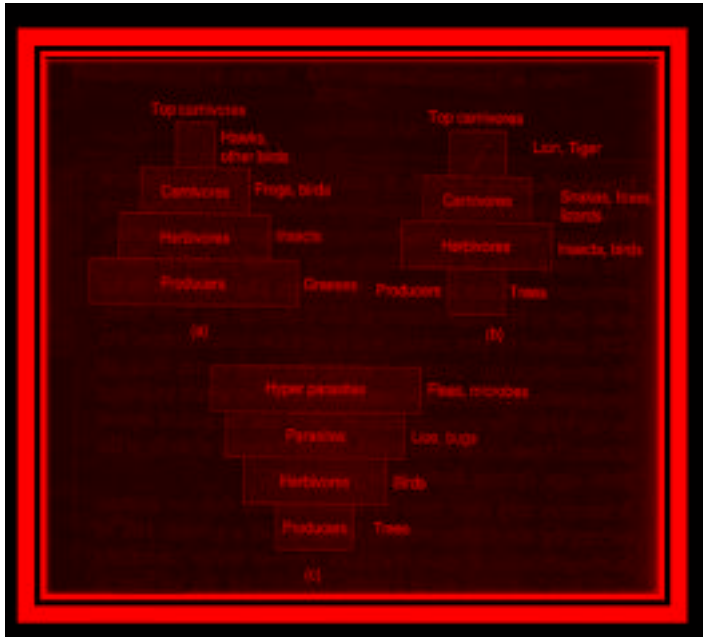 Top carnivores
Hawks,
other birds
Carnivores Frogs, birds
Herbivores Insects
Producers Grasses
(a)
Top carnivores
Lion, Tiger
Carnivores
Snakes, foxes,
lizards
Herbivores Insects, birds
Producers Trees
(b)
Hyper parasites Fleas, microbes
Parasites Lice, bugs
Herbivores Birds
Producers Trees
(c)